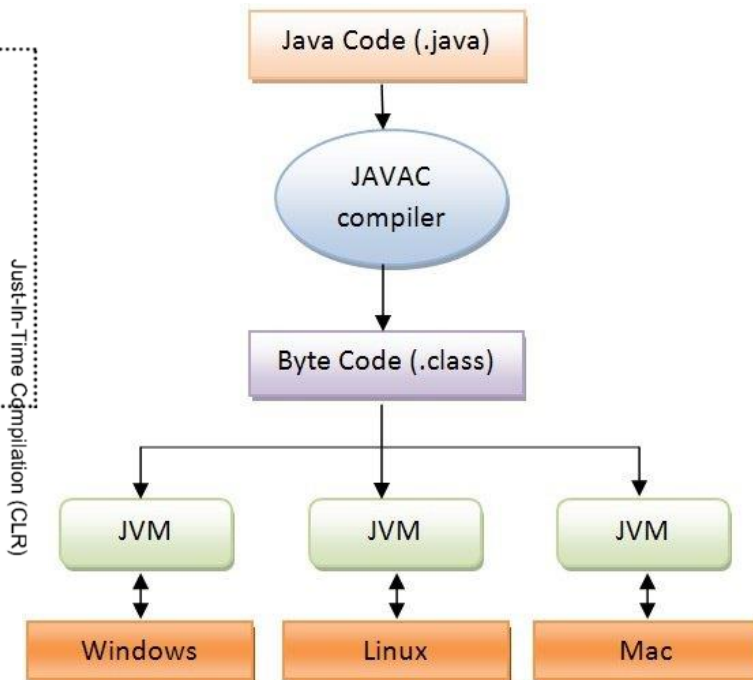 Java Code (.java)
JAVAC
compiler
Just-In-Time Compilation (CLR)
Byte Code (.class)
JVM
JVM
JVM
Windows
Linux
Mac